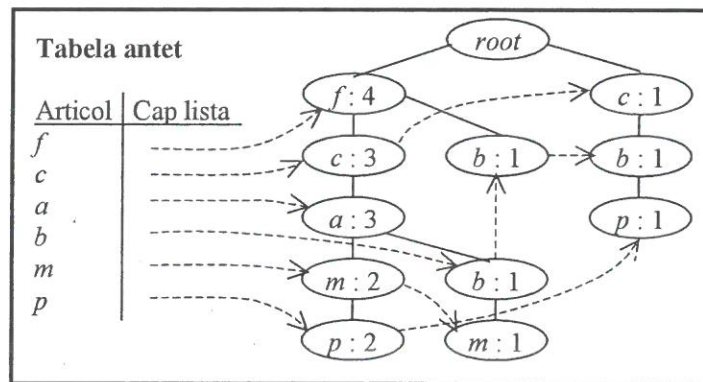 Tabela antet
Articol Cap lista
f
c
a
b
m
p
root
f : 4
c : 1
c : 3
b : 1
b : 1
a : 3
p : 1
m : 2
b : 1
p : 2
m : 1